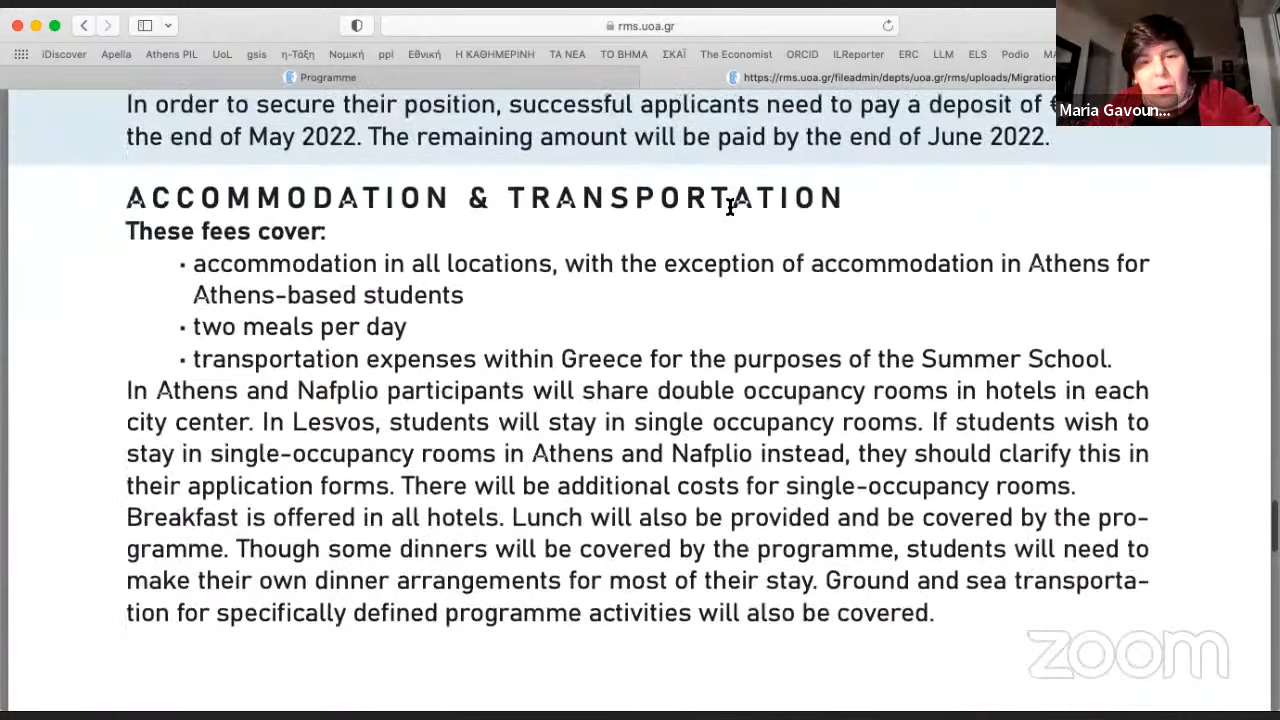 rms.uoa.gr
iDiscover Apella Athens PIL UoL gsis η-Τάξη Νομική ppl Εθνική Η ΚΑΘΗΜΕΡΙΝΗ ΤΑ ΝΕΑ ΤΟ ΒΗΜΑ ΣΚΑΪ The Economist ORCID ILReporter ERC LLM ELS Podio
Programme https://rms.uoa.gr/fileadmin/depts/uoa.gr/rms/uploads/Migration
Maria Gavoun...
In order to secure their position, successful applicants need to pay a deposit of
the end of May 2022. The remaining amount will be paid by the end of June 2022.
ACCOMMODATION & TRANSPORTATION
These fees cover:
· accommodation in all locations, with the exception of accommodation in Athens for
Athens-based students
· two meals per day
· transportation expenses within Greece for the purposes of the Summer School.
In Athens and Nafplio participants will share double occupancy rooms in hotels in each
city center. In Lesvos, students will stay in single occupancy rooms. If students wish to
stay in single-occupancy rooms in Athens and Nafplio instead, they should clarify this in
their application forms. There will be additional costs for single-occupancy rooms.
Breakfast is offered in all hotels. Lunch will also be provided and be covered by the pro-
gramme. Though some dinners will be covered by the programme, students will need to
make their own dinner arrangements for most of their stay. Ground and sea transporta-
tion for specifically defined programme activities will also be covered.
zoom